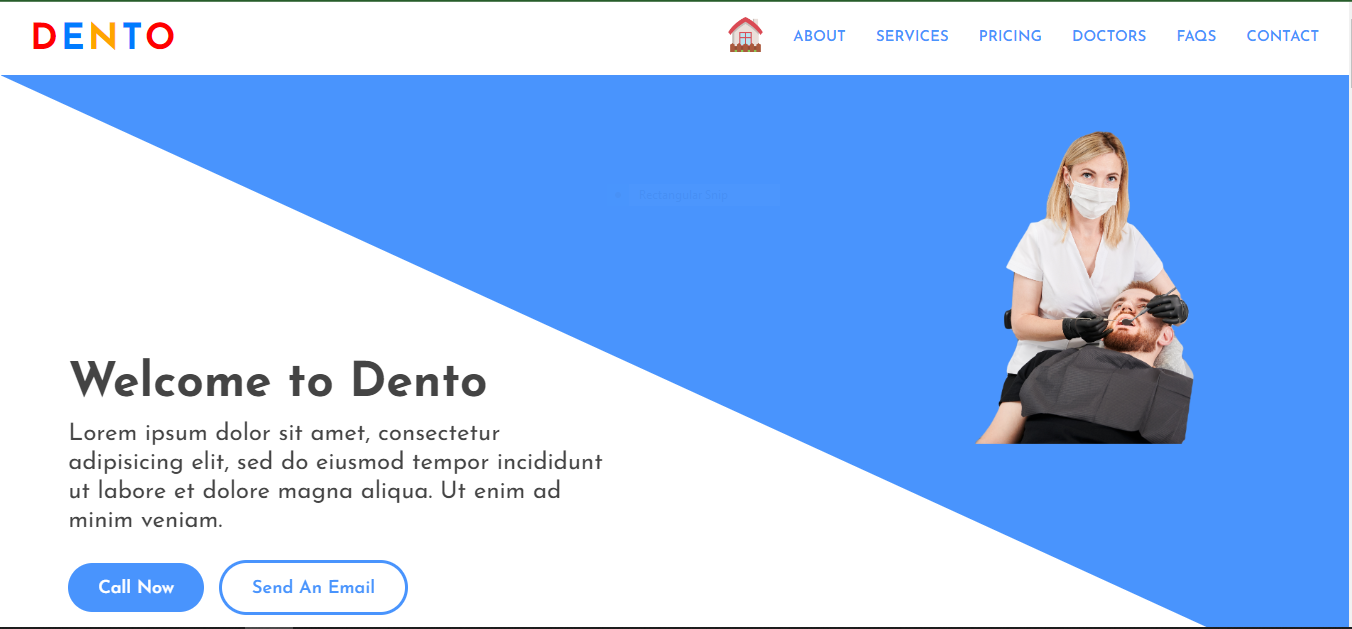 DENTO
ABOUT SERVICES PRICING DOCTORS FAQS CONTACT
Rectangular Snip
Welcome to Dento
Lorem ipsum dolor sit amet, consectetur
adipisicing elit, sed do eiusmod tempor incididunt
ut labore et dolore magna aliqua. Ut enim ad
minim veniam.
Call Now Send An Email